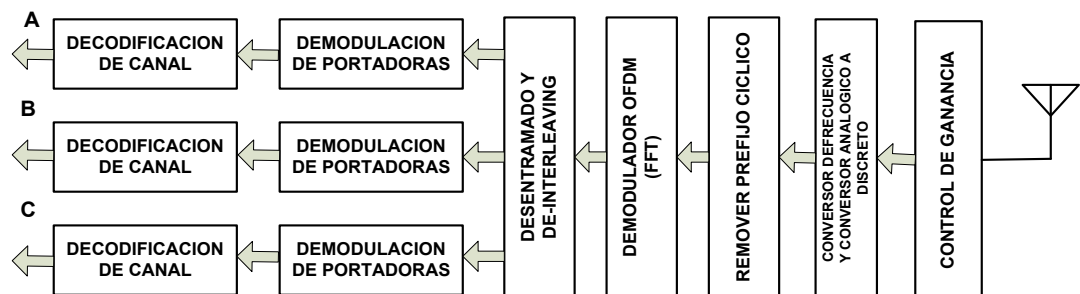 A
DECODIFICACION
DE CANAL
DEMODULACION
DE PORTADORAS
B
DECODIFICACION
DE CANAL
DEMODULACION
DE PORTADORAS
C
DECODIFICACION
DE CANAL
DEMODULACION
DE PORTADORAS
DESENTRAMADO Y
DE-INTERLEAVING
DEMODULADOR OFDM
(FFT)
REMOVER PREFIJO CICLICO
CONVERSOR DEFRECUENCIA
Y CONVERSOR ANALOGICO A
DISCRETO
CONTROL DE GANANCIA